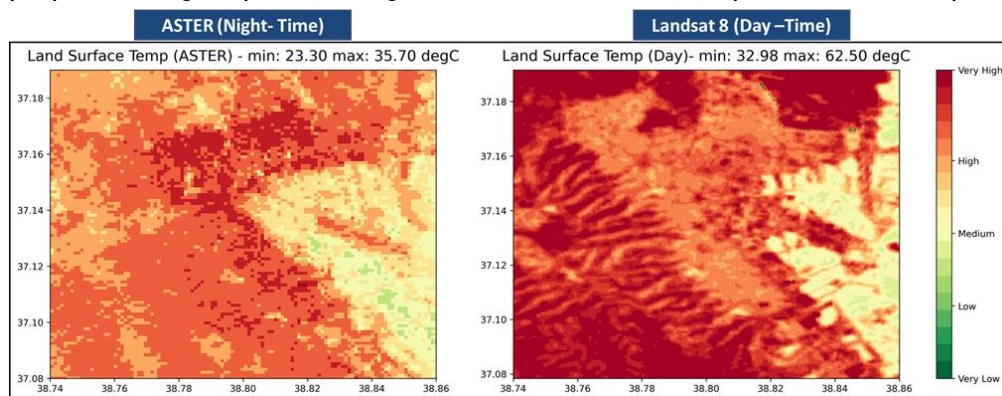 ASTER (Night- Time)
Landsat 8 (Day –Time)
Land Surface Temp (ASTER) - min: 23.30 max: 35.70 degC
Land Surface Temp (Day)- min: 32.98 max: 62.50 degC
37.18
37.16
37.14
37.12
37.10
37.08
38.74 38.76 38.78 38.80 38.82 38.84 38.86
37.18
37.16
37.14
37.12
37.10
37.08
38.74 38.76 38.78 38.80 38.82 38.84 38.86
Very High
High
Medium
Low
Very Low